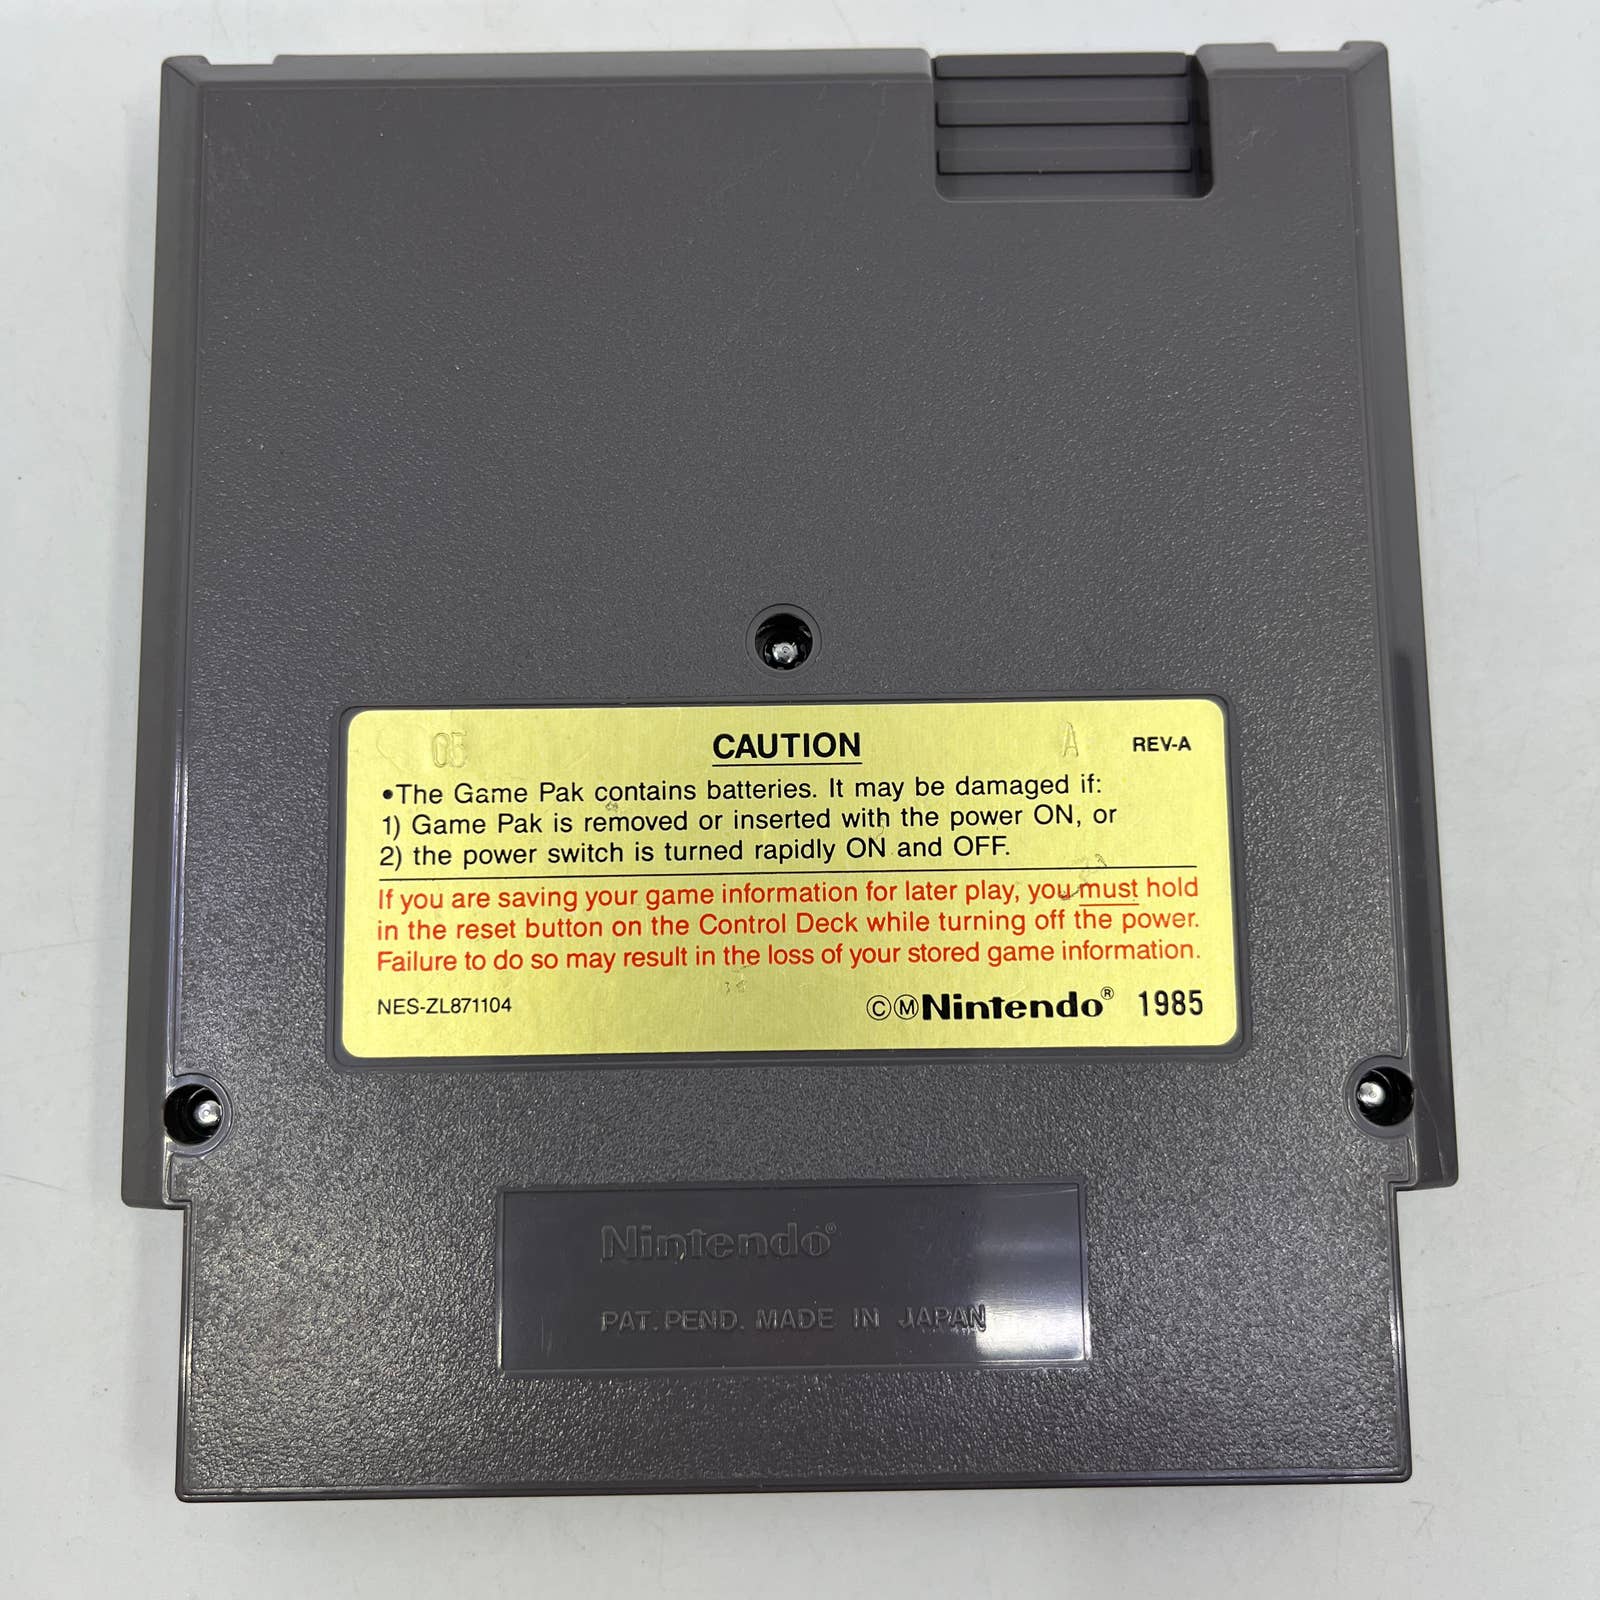 05 CAUTION A REV-A
•The Game Pak contains batteries. It may be damaged if:
1) Game Pak is removed or inserted with the power ON, or
2) the power switch is turned rapidly ON and OFF.
If you are saving your game information for later play, you must hold
in the reset button on the Control Deck while turning off the power.
Failure to do so may result in the loss of your stored game information.
NES-ZL871104 ©Ⓜ Nintendo® 1985
Nintendo®
PAT. PEND. MADE IN JAPAN